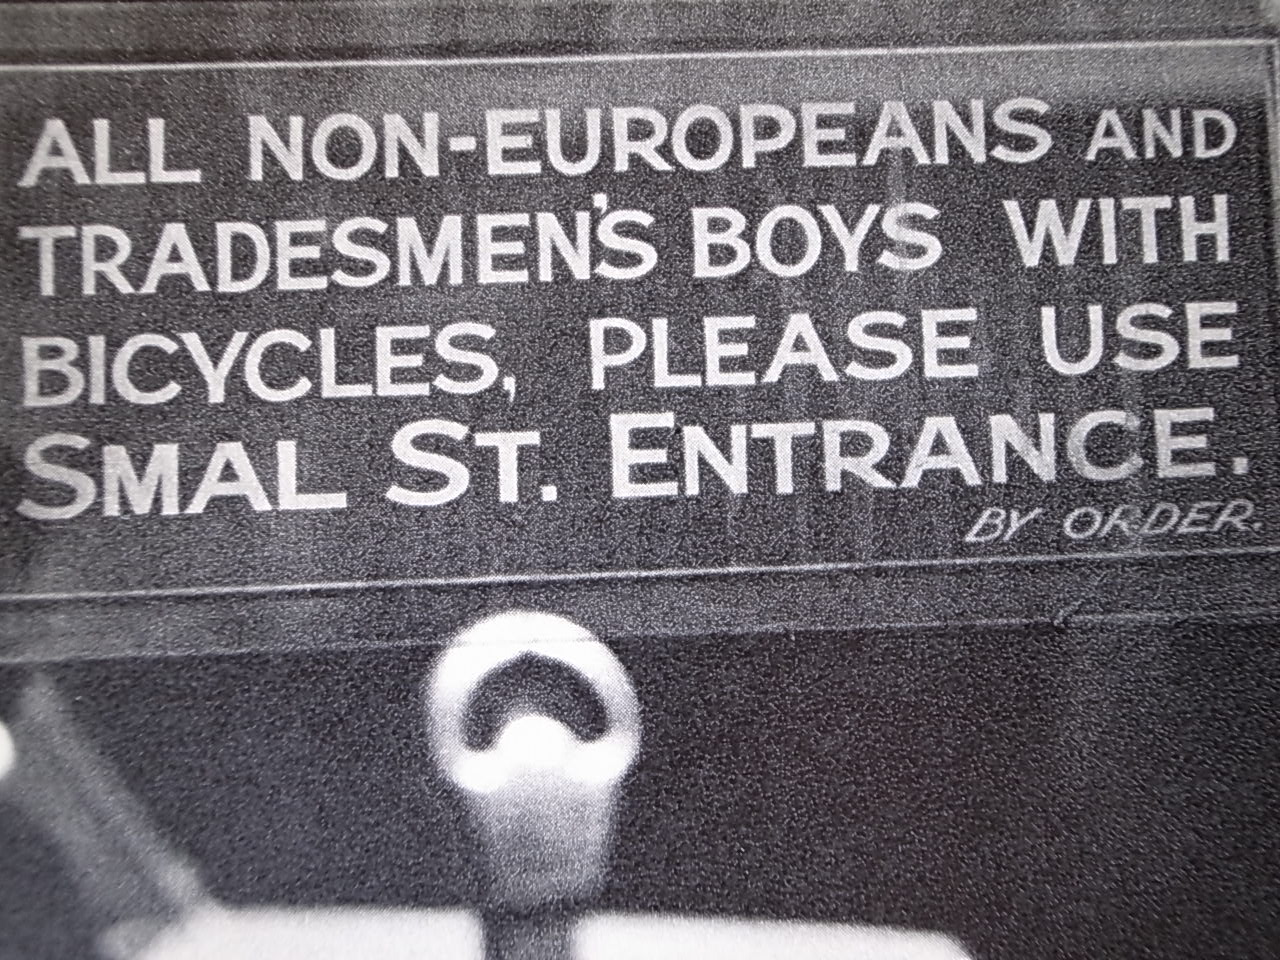 ALL NON-EUROPEANS AND
TRADESMEN'S BOYS WITH
BICYCLES, PLEASE USE
SMAL ST. ENTRANCE.
BY ORDER.